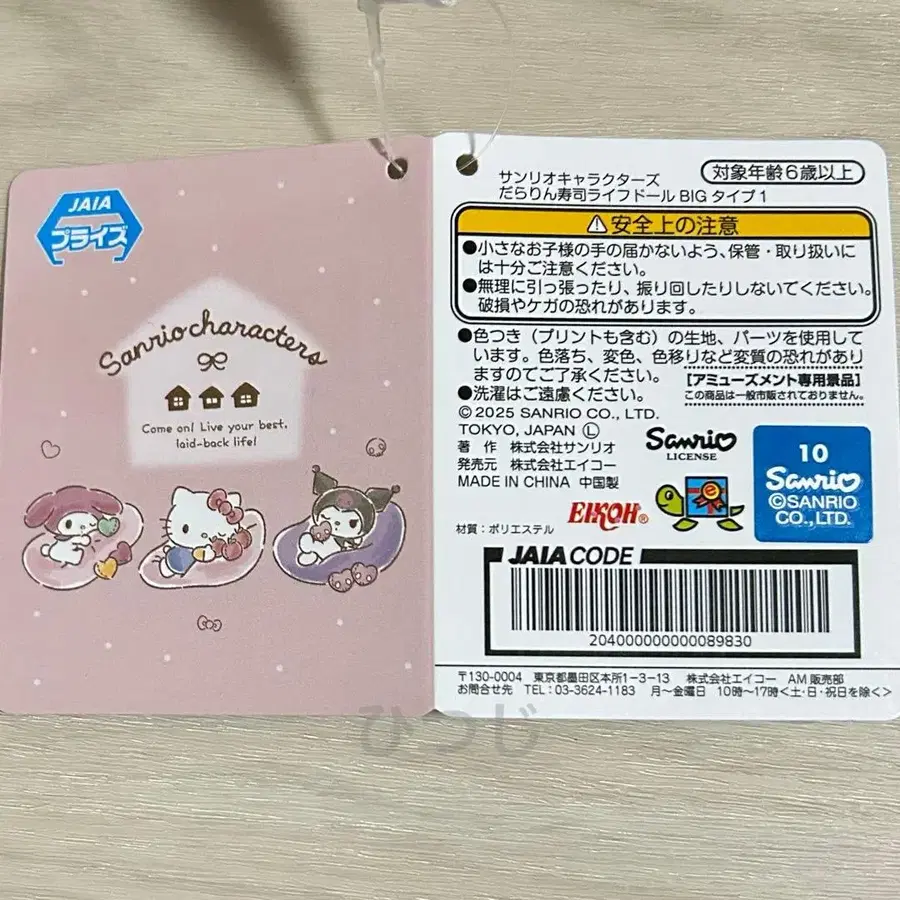 JAIA
プライズ
Sanrio characters
Come on! Live your best,
laid-back life!
サンリオキャラクターズ
だらりん寿司ライフドール BIG タイプ1
対象年齢6歳以上
⚠安全上の注意
●小さなお子様の手の届かないよう、保管・取り扱いに
は十分ご注意ください。
●無理に引っ張ったり、振り回したりしないでください。
破損やケガの恐れがあります。
●色つき(プリントも含む)の生地、パーツを使用して
います。色落ち、変色、色移りなど変質の恐れがあり
ますのでご了承ください。
●洗濯はご遠慮ください。
【アミューズメント専用景品】
この商品は一般市販されておりません。
© 2025 SANRIO CO., LTD.
TOKYO, JAPAN Ⓛ
著 作 株式会社サンリオ
発売元 株式会社エイコー
MADE IN CHINA 中国製
Sanrio
LICENSE
EIKOH®
e
10
Sanrio
©SANRIO
CO., LTD.
材質:ポリエステル
JAIA CODE
204000000000089830
〒130-0004 東京都墨田区本所1-3-13 株式会社エイコー AM販売部
お問合せ先 TEL:03-3624-1183 月~金曜日 10時~17時<土・日・祝日を除く>
ひつじ